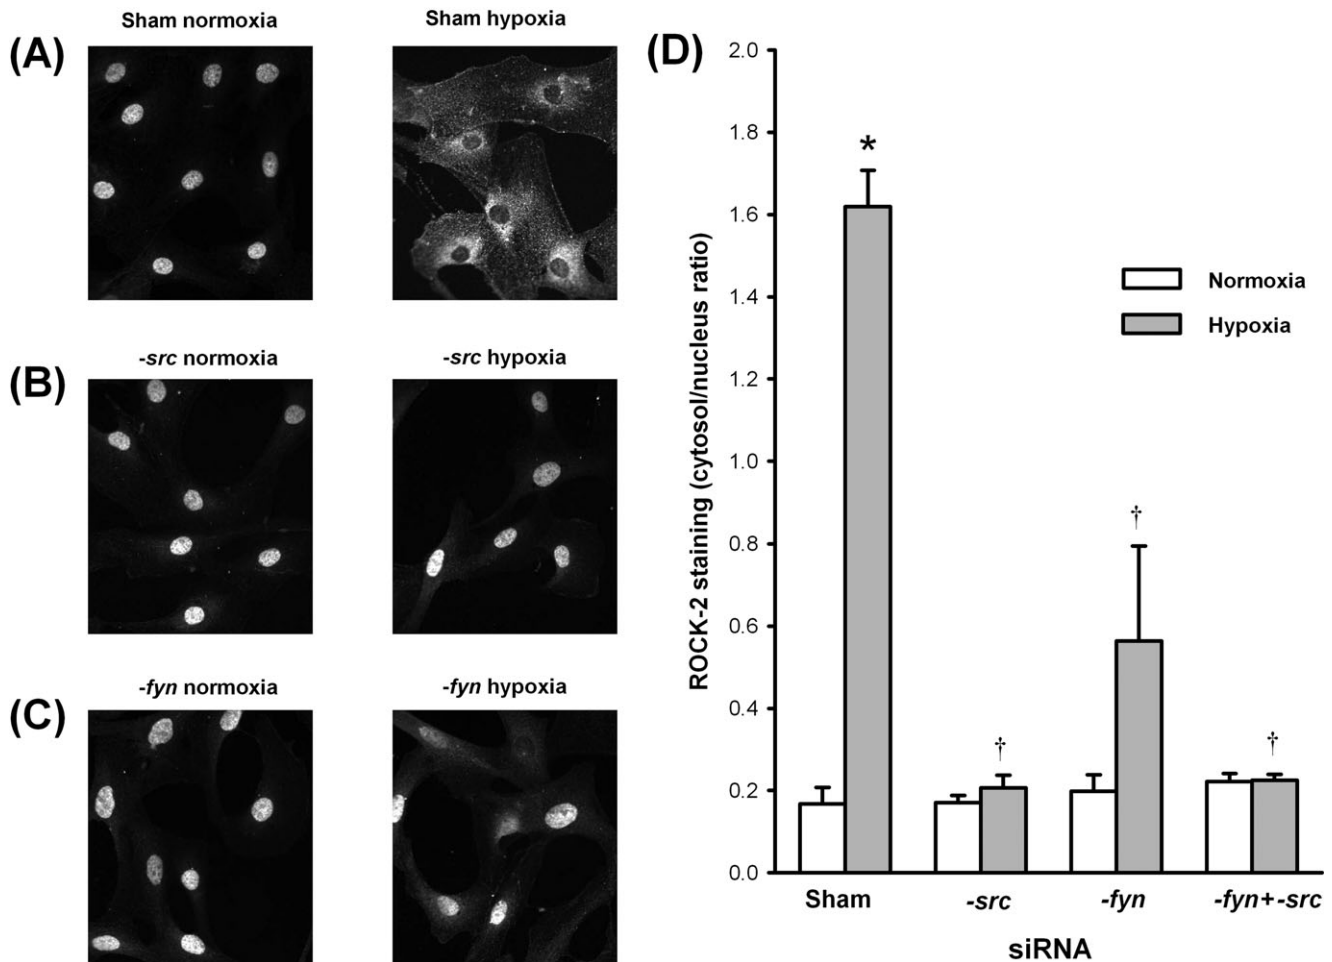 Sham normoxia
Sham hypoxia
(A)
-src normoxia
-src hypoxia
(B)
-fyn normoxia
-fyn hypoxia
(C)
(D)
ROCK-2 staining (cytosol/nucleus ratio)
2.0
1.8
1.6
1.4
1.2
1.0
0.8
0.6
0.4
0.2
0.0
*
†
†
†
Normoxia
Hypoxia
Sham
-src
-fyn
-fyn+-src
siRNA